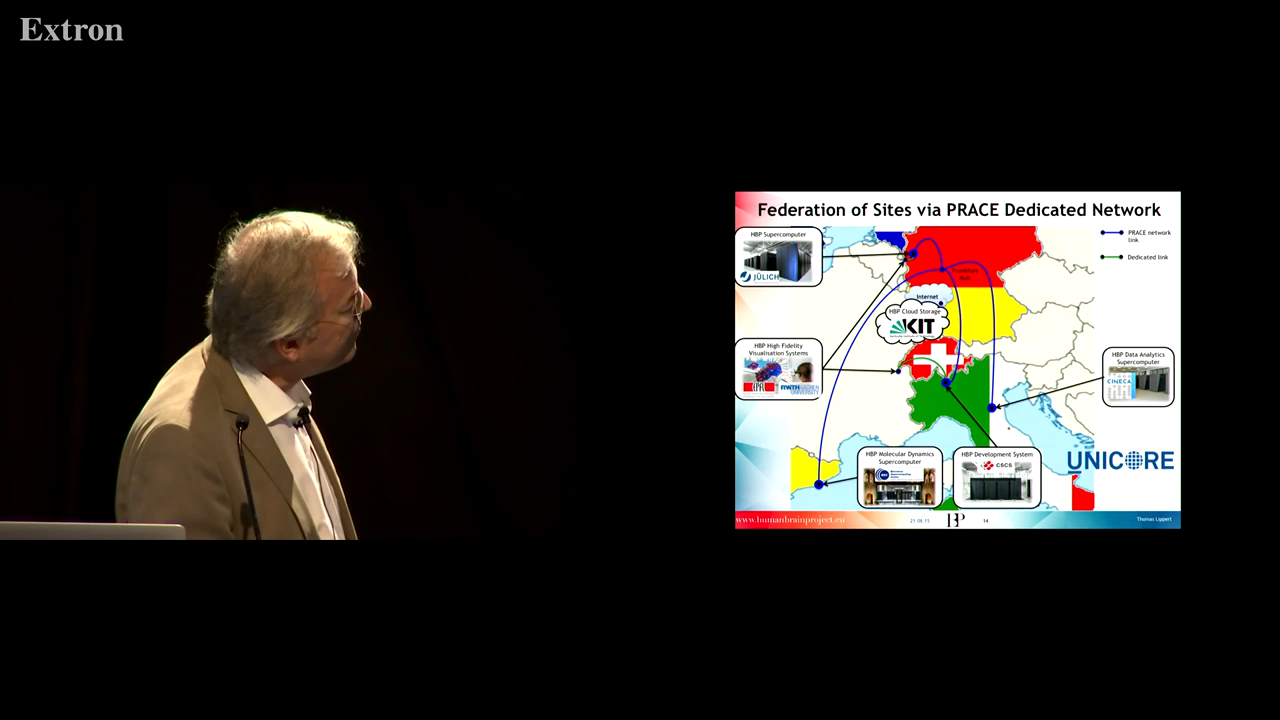 Extron
Federation of Sites via PRACE Dedicated Network
HBP Supercomputer
JÜLICH
PRACE network
link
Dedicated link
Frankfurt
Internet
HBP Cloud Storage
KIT
HBP High Fidelity
Visualisation Systems
RWTH AACHEN
UNIVERSITY
HBP Data Analytics
Supercomputer
CINECA
HBP Molecular Dynamics
Supercomputer
HBP Development System
CSCS
UNICORE
www.humanbrainproject.eu
21.08.15
14
Thomas Lippert